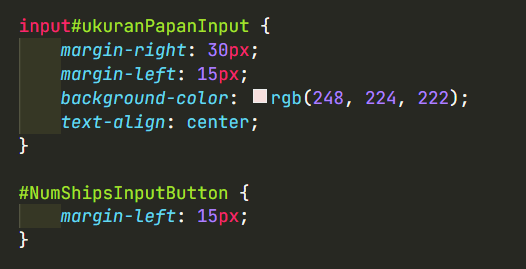 input#ukuranPapanInput {
    margin-right: 30px;
    margin-left: 15px;
    background-color: rgb(248, 224, 222);
    text-align: center;
}

#NumShipsInputButton {
    margin-left: 15px;
}